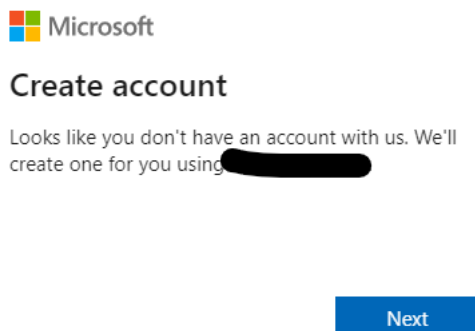 Microsoft
Create account
Looks like you don't have an account with us. We'll
create one for you using
Next